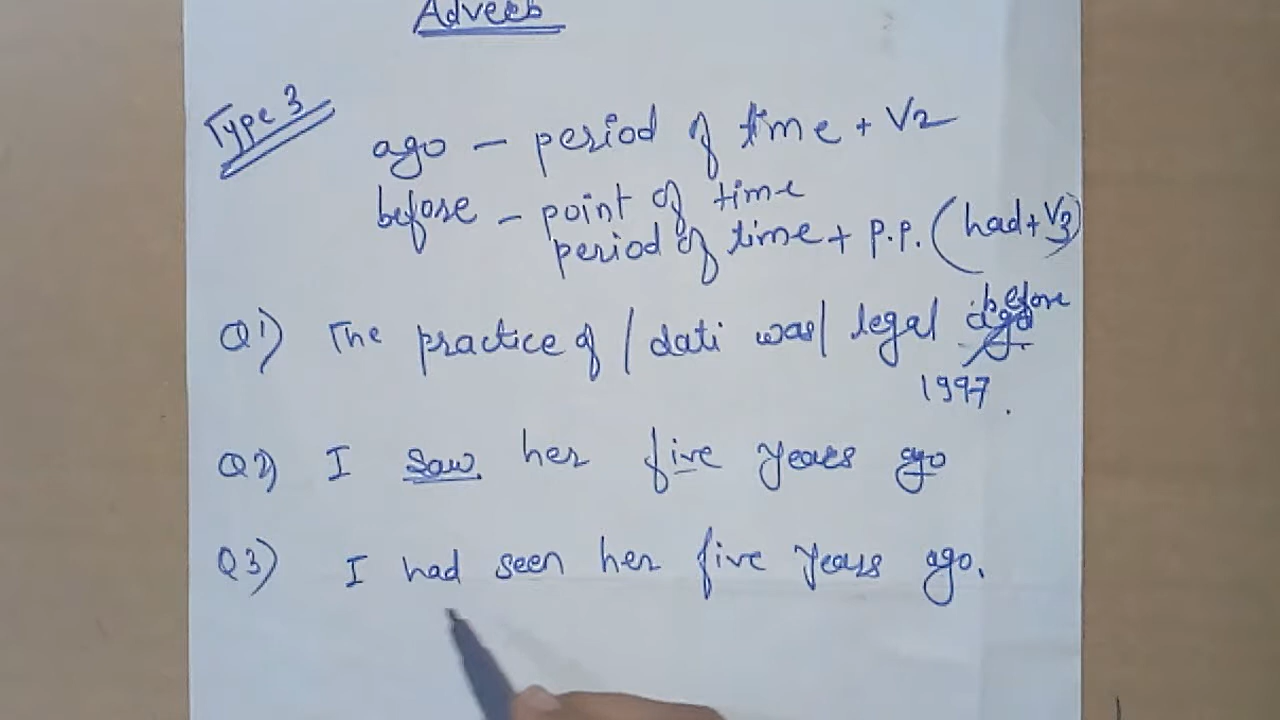 Adverb
Type 3
ago - period of time + V2
before - point of time
period of time + p.p. (had + V3)
before
Q1) The practice of / dati was / legal ago
1997.
Q2) I saw her five years ago
Q3) I had seen her five years ago.